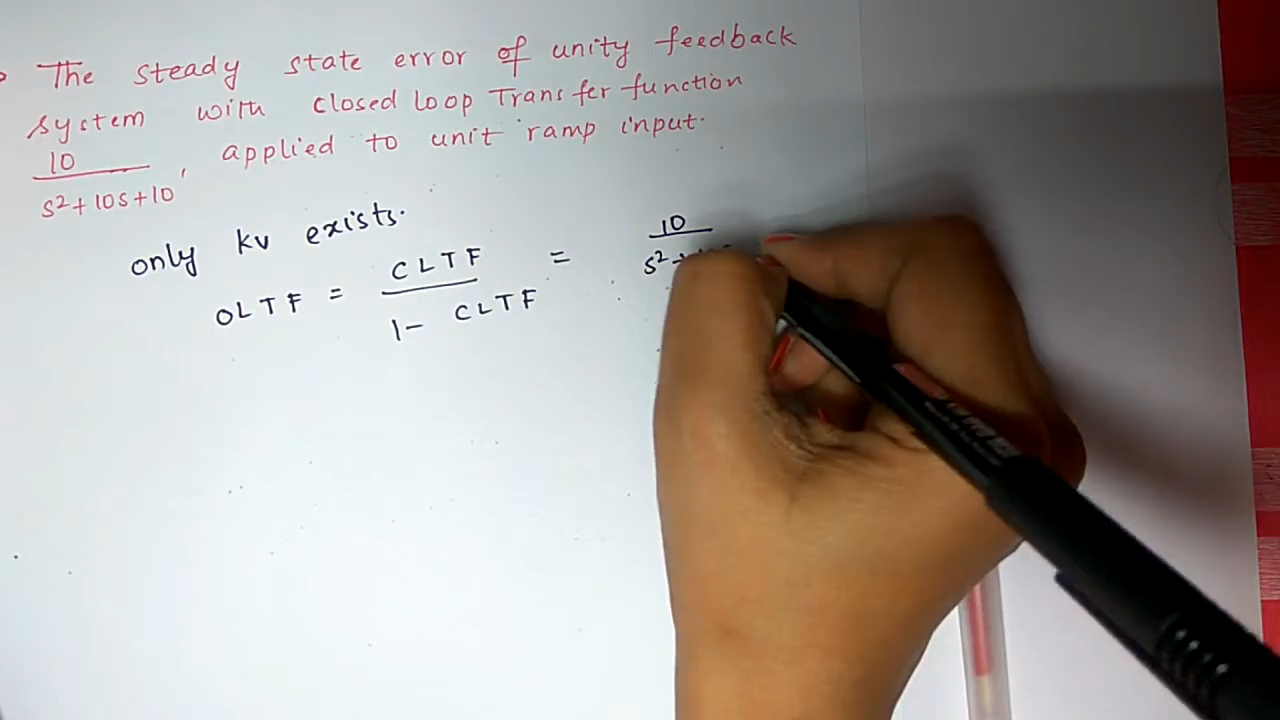 The steady state error of unity feedback
system with closed loop Transfer function
10
s²+10s+10 , applied to unit ramp input.
only kv exists.
OLTF = CLTF = 10
1- CLTF s²+